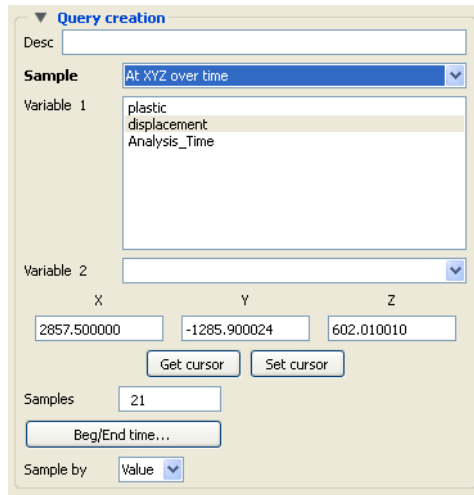 ▼ Query creation
Desc
Sample At XYZ over time
Variable 1 plastic
displacement
Analysis_Time
Variable 2
X Y Z
2857.500000 -1285.900024 602.010010
Get cursor Set cursor
Samples 21
Beg/End time...
Sample by Value